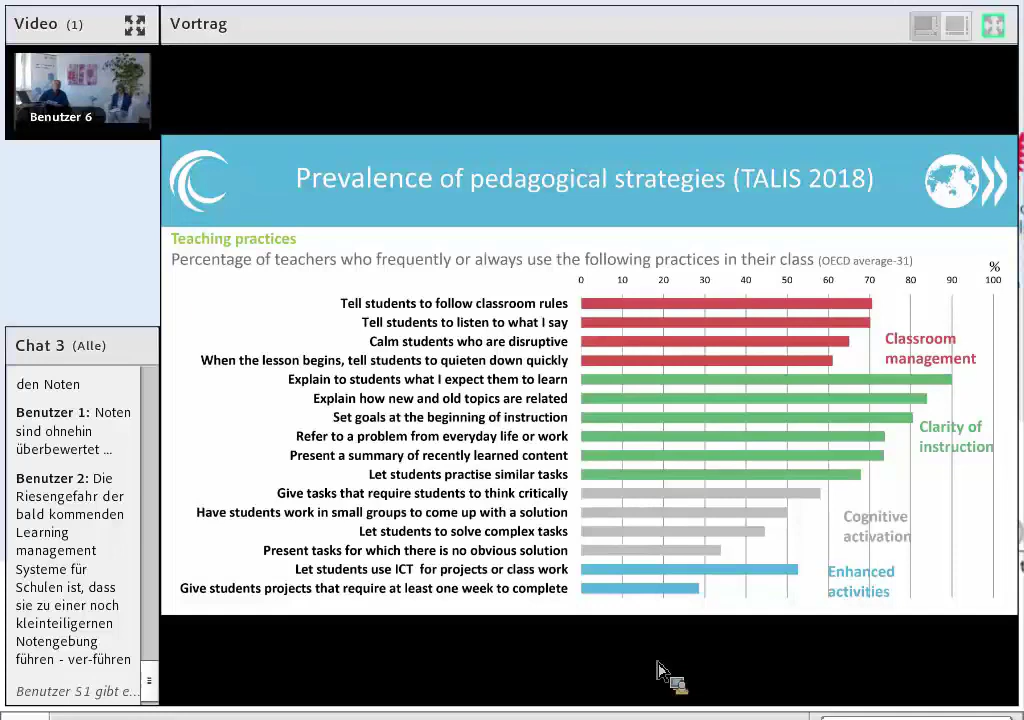 Video (1)
Vortrag
Benutzer 6
Prevalence of pedagogical strategies (TALIS 2018)
Teaching practices
Percentage of teachers who frequently or always use the following practices in their class (OECD average-31)
%
0 10 20 30 40 50 60 70 80 90 100
Tell students to follow classroom rules
Tell students to listen to what I say
Calm students who are disruptive
When the lesson begins, tell students to quieten down quickly
Explain to students what I expect them to learn
Explain how new and old topics are related
Set goals at the beginning of instruction
Refer to a problem from everyday life or work
Present a summary of recently learned content
Let students practise similar tasks
Give tasks that require students to think critically
Have students work in small groups to come up with a solution
Let students to solve complex tasks
Present tasks for which there is no obvious solution
Let students use ICT for projects or class work
Give students projects that require at least one week to complete
Classroom
management
Clarity of
instruction
Cognitive
activation
Enhanced
activities
Chat 3 (Alle)
den Noten
Benutzer 1: Noten
sind ohnehin
überbewertet ...
Benutzer 2: Die
Riesengefahr der
bald kommenden
Learning
management
Systeme für
Schulen ist, dass
sie zu einer noch
kleinteiligernen
Notengebung
führen - ver-führen
Benutzer 51 gibt e...